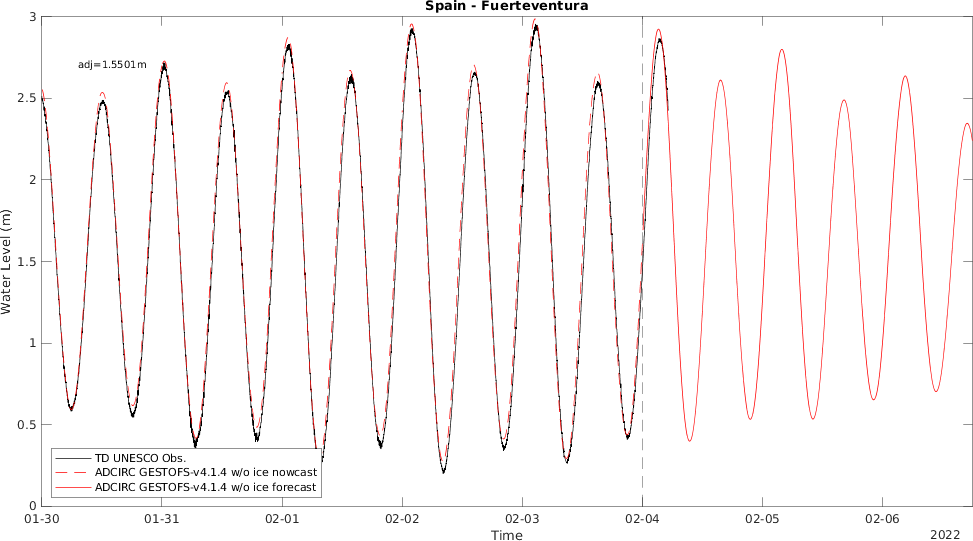 Spain - Fuerteventura
3
adj=1.5501m
2.5
2
1.5
1
0.5
0
Water Level (m)
TD UNESCO Obs.
ADCIRC GESTOFS-v4.1.4 w/o ice nowcast
ADCIRC GESTOFS-v4.1.4 w/o ice forecast
01-30 01-31 02-01 02-02 02-03 02-04 02-05 02-06
Time
2022